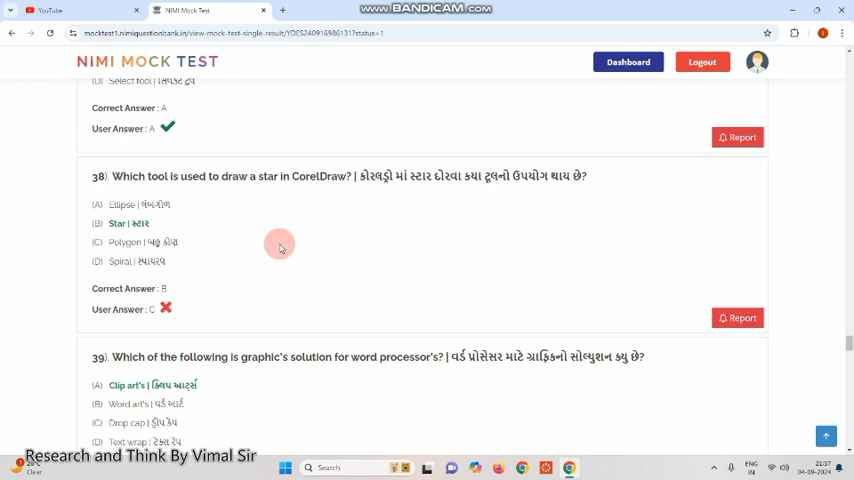 YouTube
NIMI Mock Test
www.BANDICAM.com
mocktest1.nimiquestionbank.in/view-mock-test-single-result/YDES24091698613​1?status=1
NIMI MOCK TEST
Dashboard
Logout
(D) Select tool | સિલેક્ટ ટૂલ
Correct Answer : A
User Answer : A
Report
38). Which tool is used to draw a star in CorelDraw? | કોરલડ્રો માં સ્ટાર દોરવા કયા ટૂલનો ઉપયોગ થાય છે?
(A) Ellipse | લંબગોળ
(B) Star | સ્ટાર
(C) Polygon | બહુ કોણ
(D) Spiral | સ્પાયરલ
Correct Answer : B
User Answer : C
Report
39). Which of the following is graphic's solution for word processor's? | વર્ડ પ્રોસેસર માટે ગ્રાફિકનો સોલ્યુશન ક્યુ છે?
(A) Clip art's | ક્લિપ આર્ટ્સ
(B) Word art's | વર્ડ આર્ટ
(C) Drop cap | ડ્રોપ કેપ
(D) Text wrap | ટેક્સ રેપ
Research and Think By Vimal Sir
Clear
Search
ENG
IN
21:57
04-09-2024